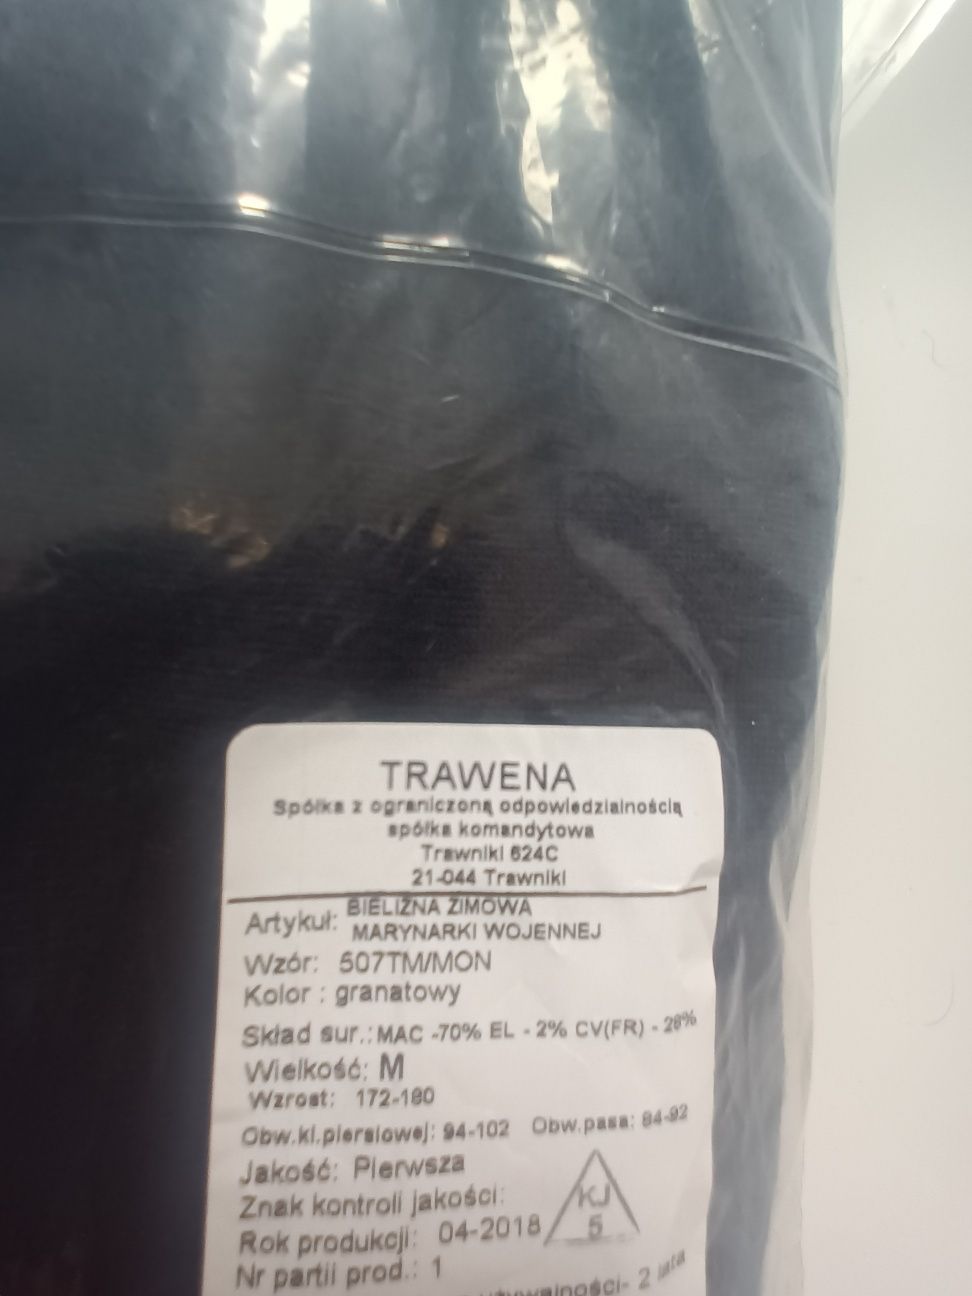 TRAWENA
Spółka z ograniczoną odpowiedzialnością
spółka komandytowa
Trawniki 624C
21-044 Trawniki
Artykuł: BIELIZNA ZIMOWA
MARYNARKI WOJENNEJ
Wzór: 507TM/MON
Kolor : granatowy
Skład sur.: MAC -70% EL - 2% CV(FR) - 28%
Wielkość: M
Wzrost: 172-180
Obw.kl.piersiowej: 94-102 Obw.pasa: 84-92
Jakość: Pierwsza
Znak kontroli jakości:
KJ
5
Rok produkcji: 04-2018
Nr partii prod.: 1
- 2 lata